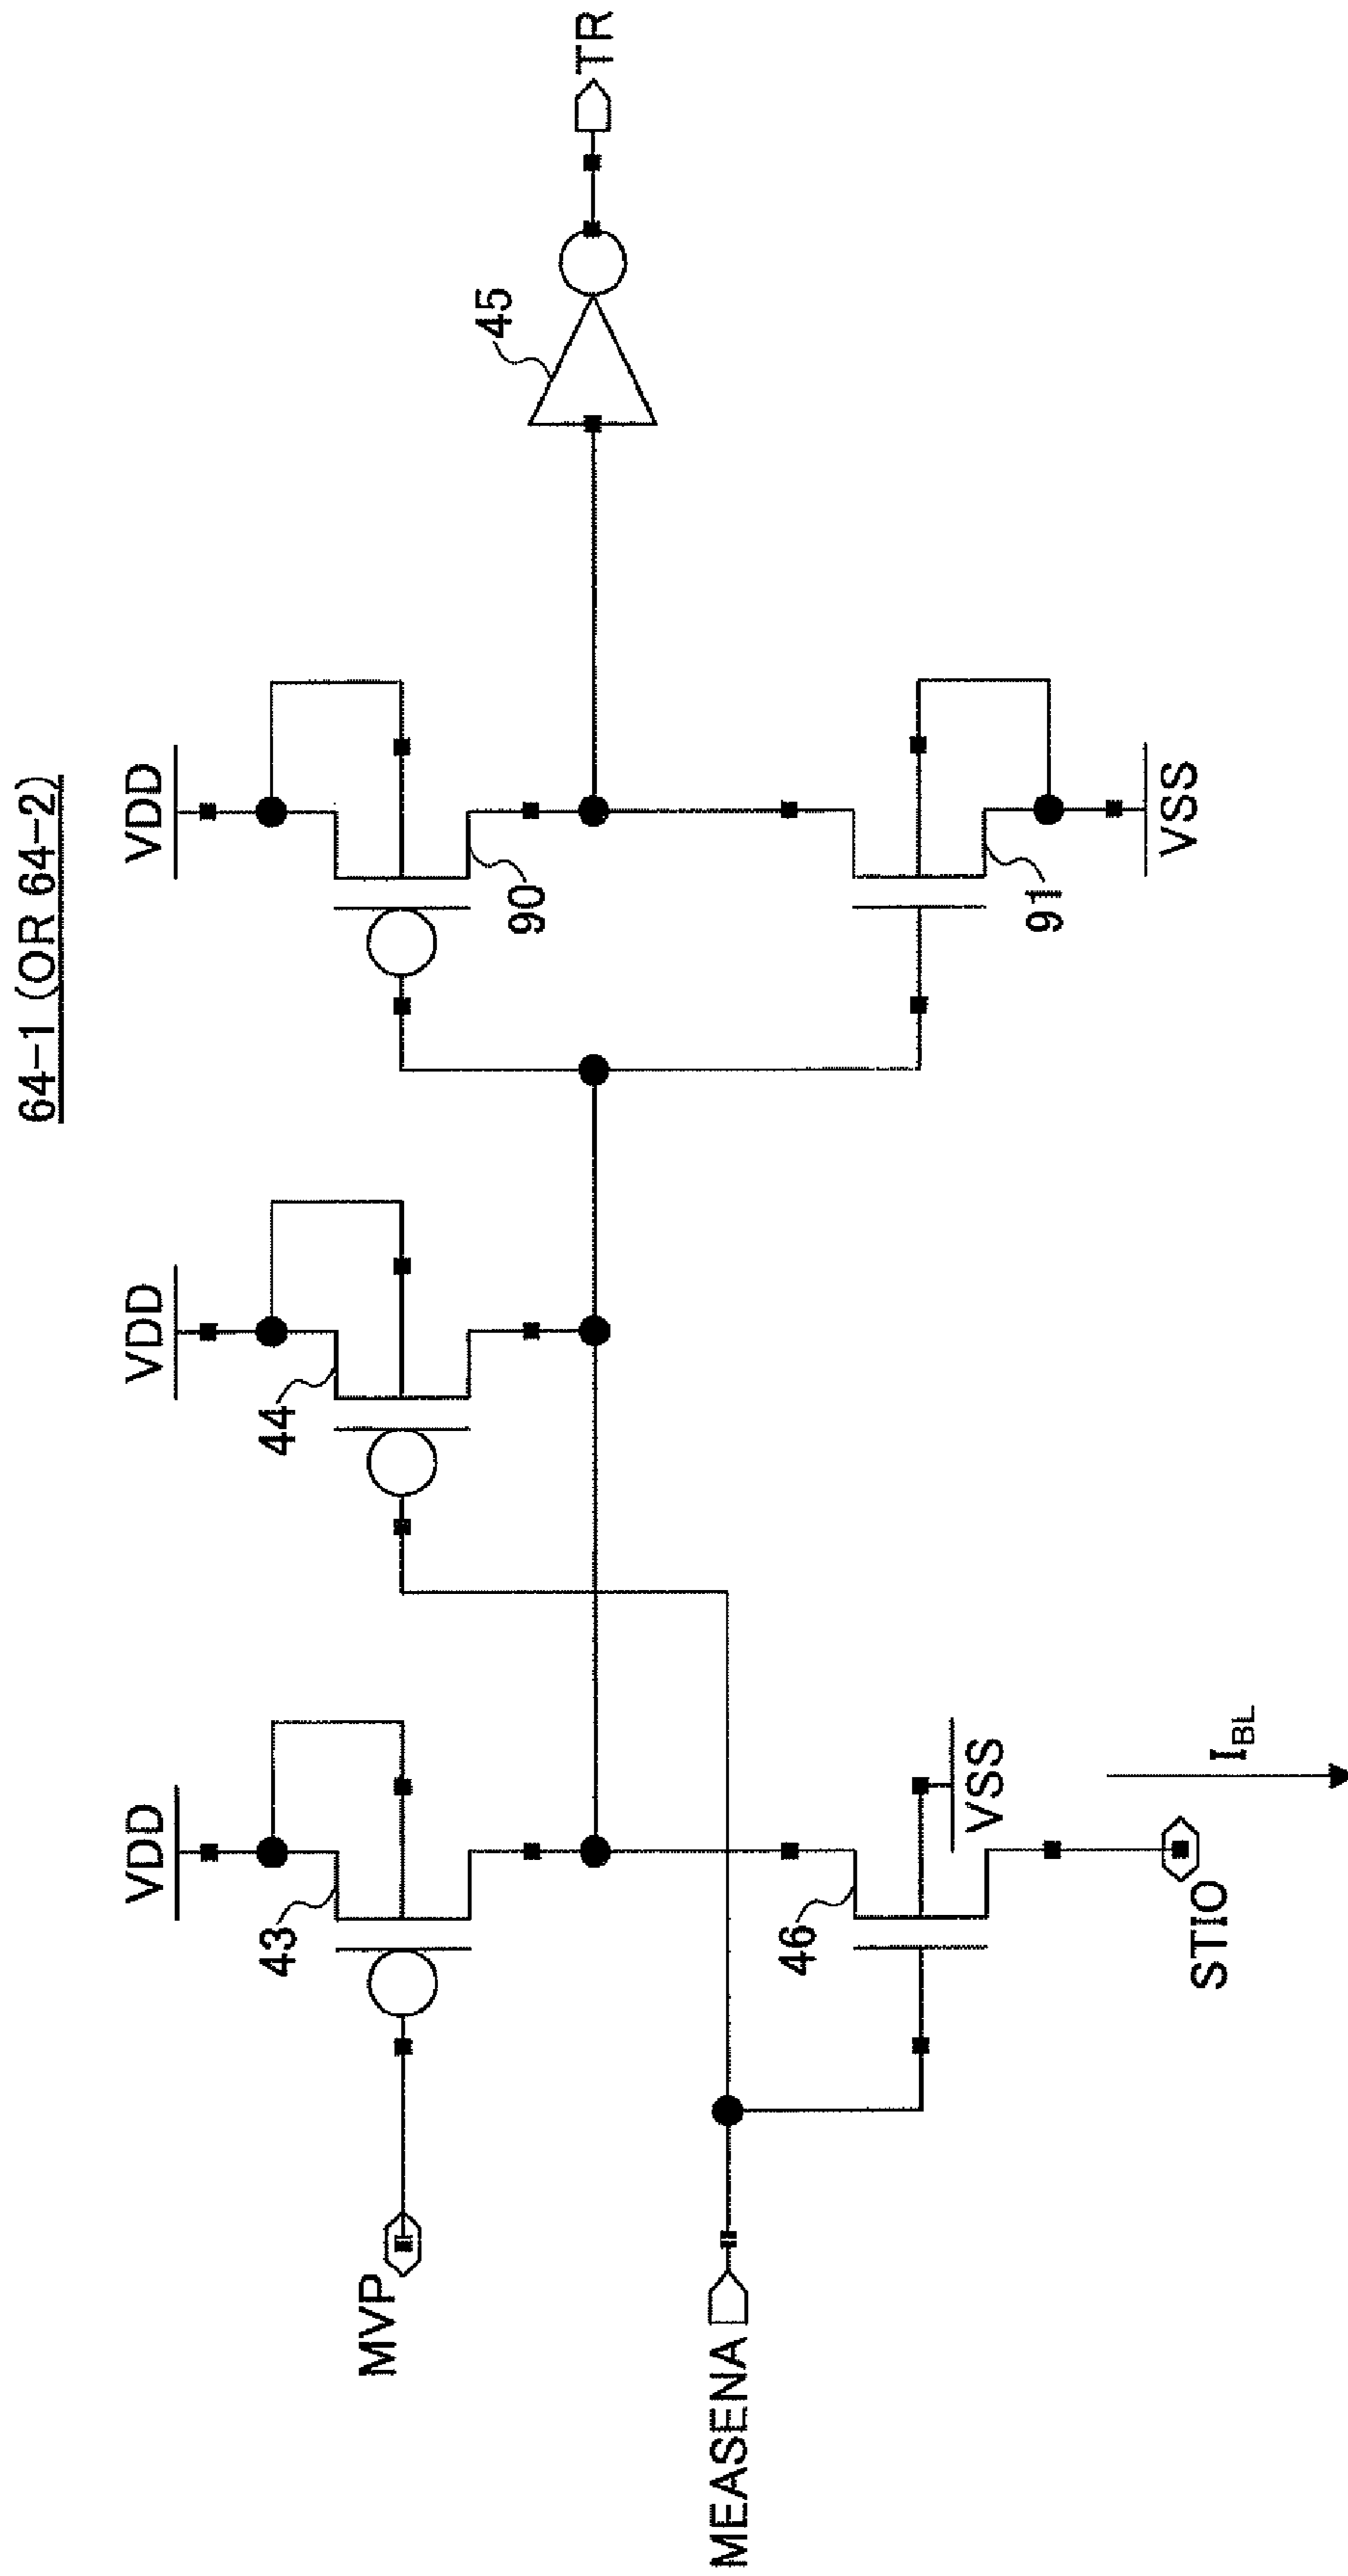 64-1 (OR 64-2)
VDD
VDD
VDD
43
44
90
45
TR
MVP
MEASENA
46
VSS
91
VSS
STIO
IBL